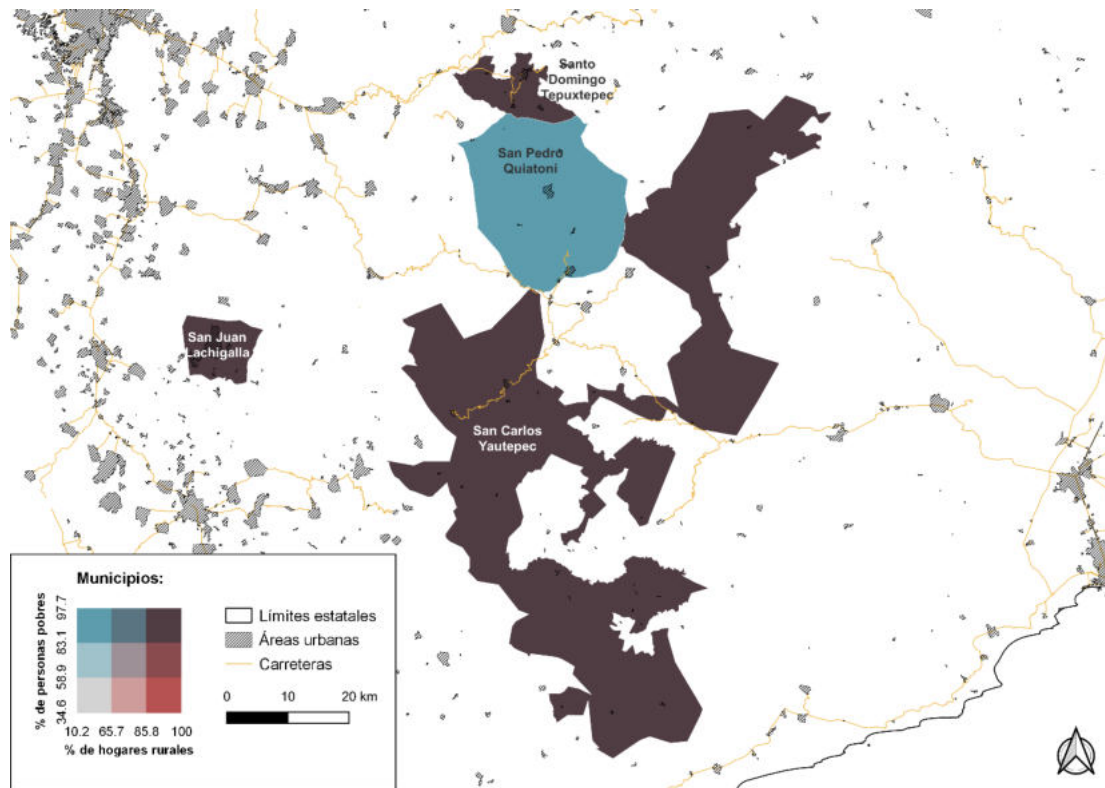 Santo
Domingo
Tepuxtepec
San Pedro
Quiatoni
San Juan
Lachigalla
San Carlos
Yautepec
Municipios:
% de personas pobres
97.7
83.1
58.9
34.6
10.2 65.7 85.8 100
% de hogares rurales
Límites estatales
Áreas urbanas
Carreteras
0 10 20 km